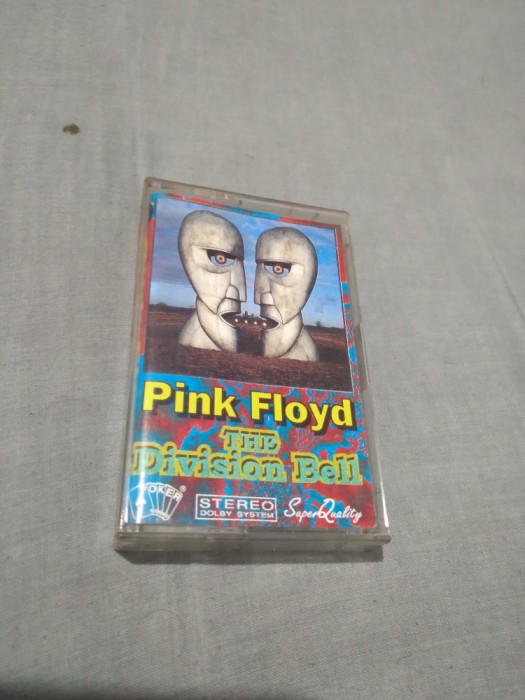 Pink Floyd
THE
Division Bell
JOKER®
STEREO
DOLBY SYSTEM
SuperQuality